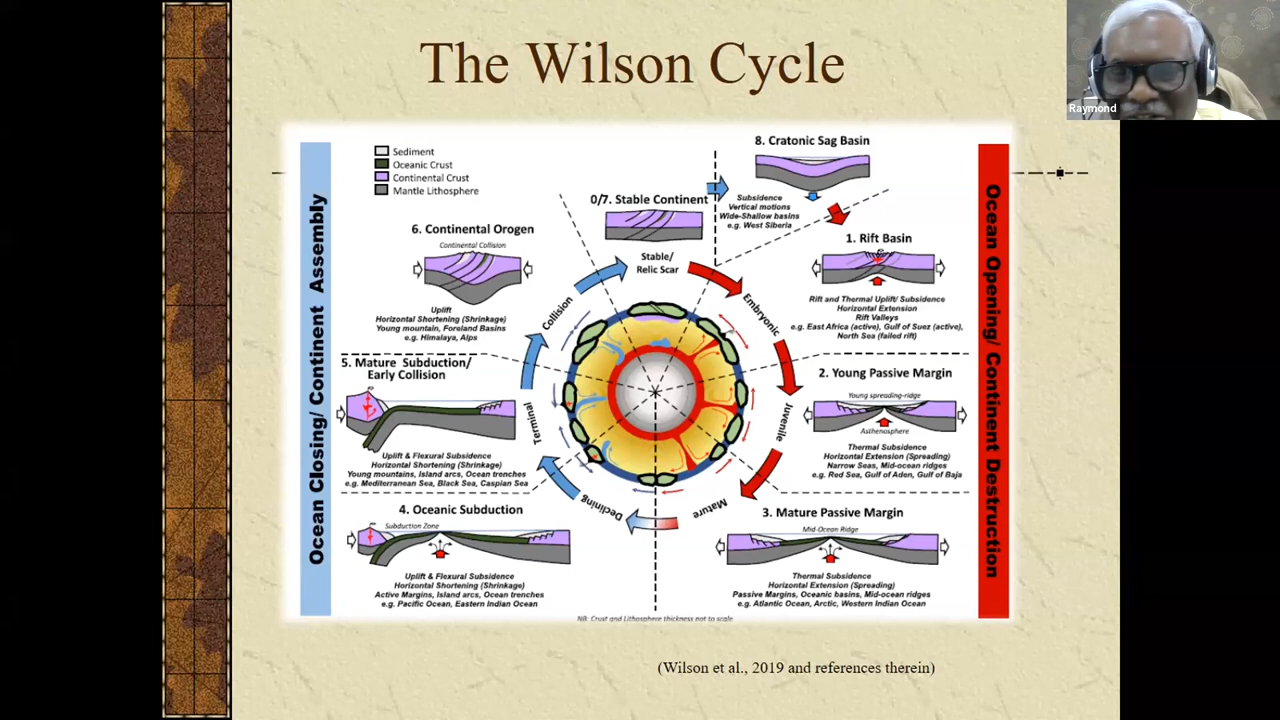 The Wilson Cycle
Raymond
Ocean Closing/ Continent Assembly
Sediment
Oceanic Crust
Continental Crust
Mantle Lithosphere
8. Cratonic Sag Basin
Subsidence
Vertical motions
Wide-Shallow basins
e.g. West Siberia
0/7. Stable Continent
Stable/
Relic Scar
6. Continental Orogen
Continental Collision
Uplift
Horizontal Shortening (Shrinkage)
Young mountain, Foreland Basins
e.g. Himalaya, Alps
1. Rift Basin
Rift and Thermal Uplift/ Subsidence
Horizontal Extension
Rift Valleys
e.g. East Africa (active), Gulf of Suez (active),
North Sea (failed rift)
Collision
Embryonic
5. Mature Subduction/
Early Collision
Uplift & Flexural Subsidence
Horizontal Shortening (Shrinkage)
Young mountains, Island arcs, Ocean trenches
e.g. Mediterranean Sea, Black Sea, Caspian Sea
Terminal
Juvenile
2. Young Passive Margin
Young spreading-ridge
Asthenosphere
Thermal Subsidence
Horizontal Extension (Spreading)
Narrow Seas, Mid-ocean ridges
e.g. Red Sea, Gulf of Aden, Gulf of Baja
4. Oceanic Subduction
Subduction Zone
Uplift & Flexural Subsidence
Horizontal Shortening (Shrinkage)
Active Margins, Island arcs, Ocean trenches
e.g. Pacific Ocean, Eastern Indian Ocean
Declining
Mature
3. Mature Passive Margin
Mid-Ocean Ridge
Thermal Subsidence
Horizontal Extension (Spreading)
Passive Margins, Oceanic basins, Mid-ocean ridges
e.g. Atlantic Ocean, Arctic, Western Indian Ocean
Ocean Opening/ Continent Destruction
NB: Crust and Lithosphere thickness not to scale
(Wilson et al., 2019 and references therein)